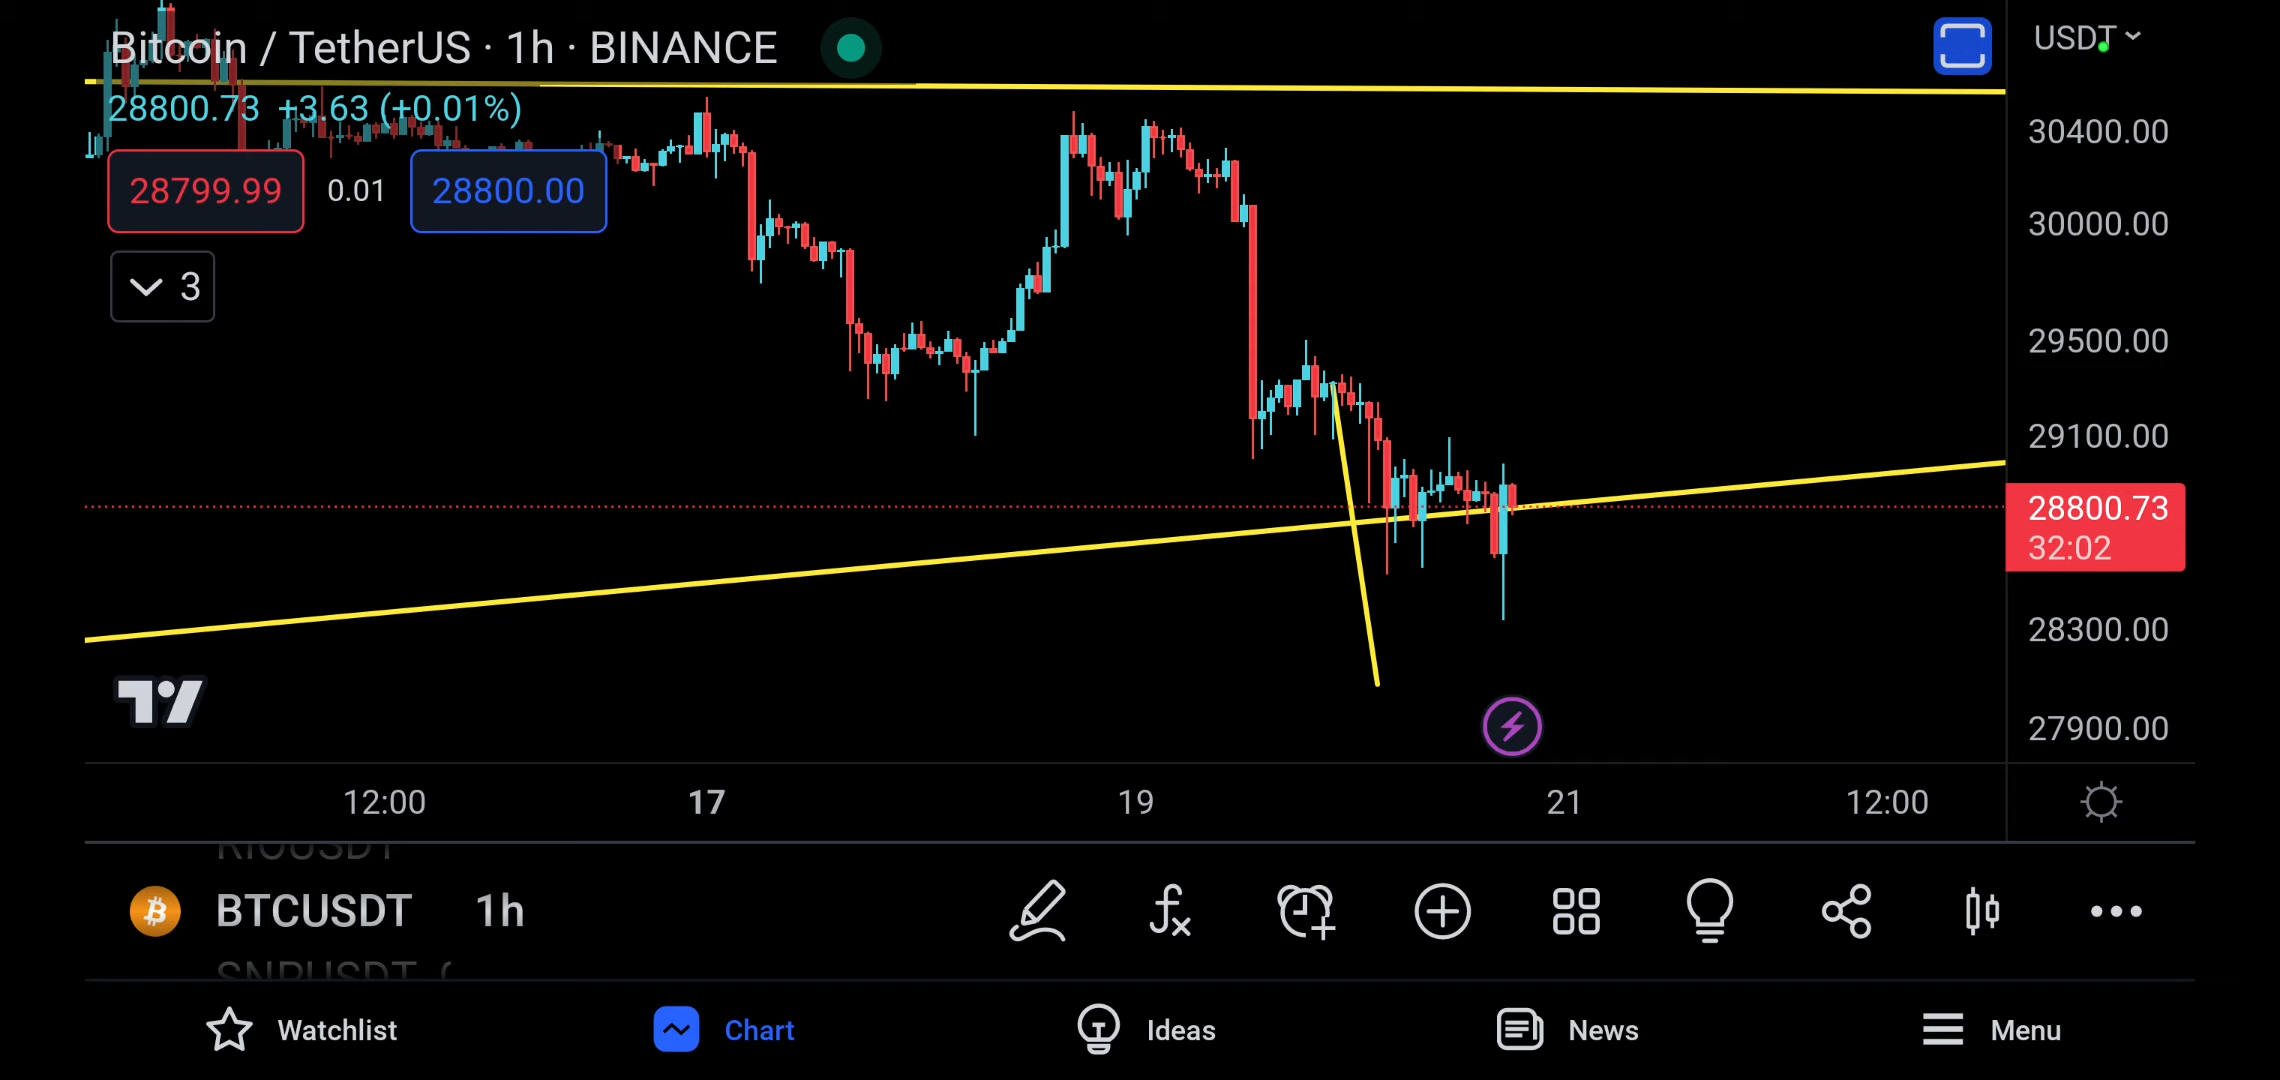 Bitcoin / TetherUS · 1h · BINANCE
USDT
28800.73 +3.63 (+0.01%)
28799.99 0.01 28800.00
3
30400.00
30000.00
29500.00
29100.00
28800.73
32:02
28300.00
27900.00
12:00 17 19 21 12:00
BTCUSDT 1h
Watchlist Chart Ideas News Menu